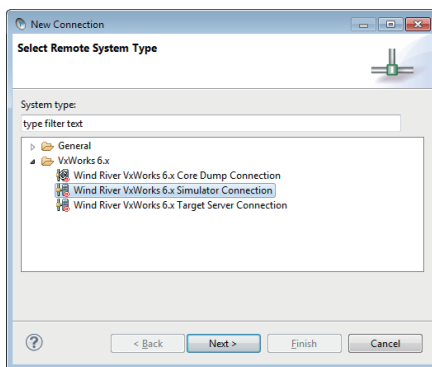 New Connection
Select Remote System Type
System type:
type filter text
General
VxWorks 6.x
Wind River VxWorks 6.x Core Dump Connection
Wind River VxWorks 6.x Simulator Connection
Wind River VxWorks 6.x Target Server Connection
< Back Next > Finish Cancel